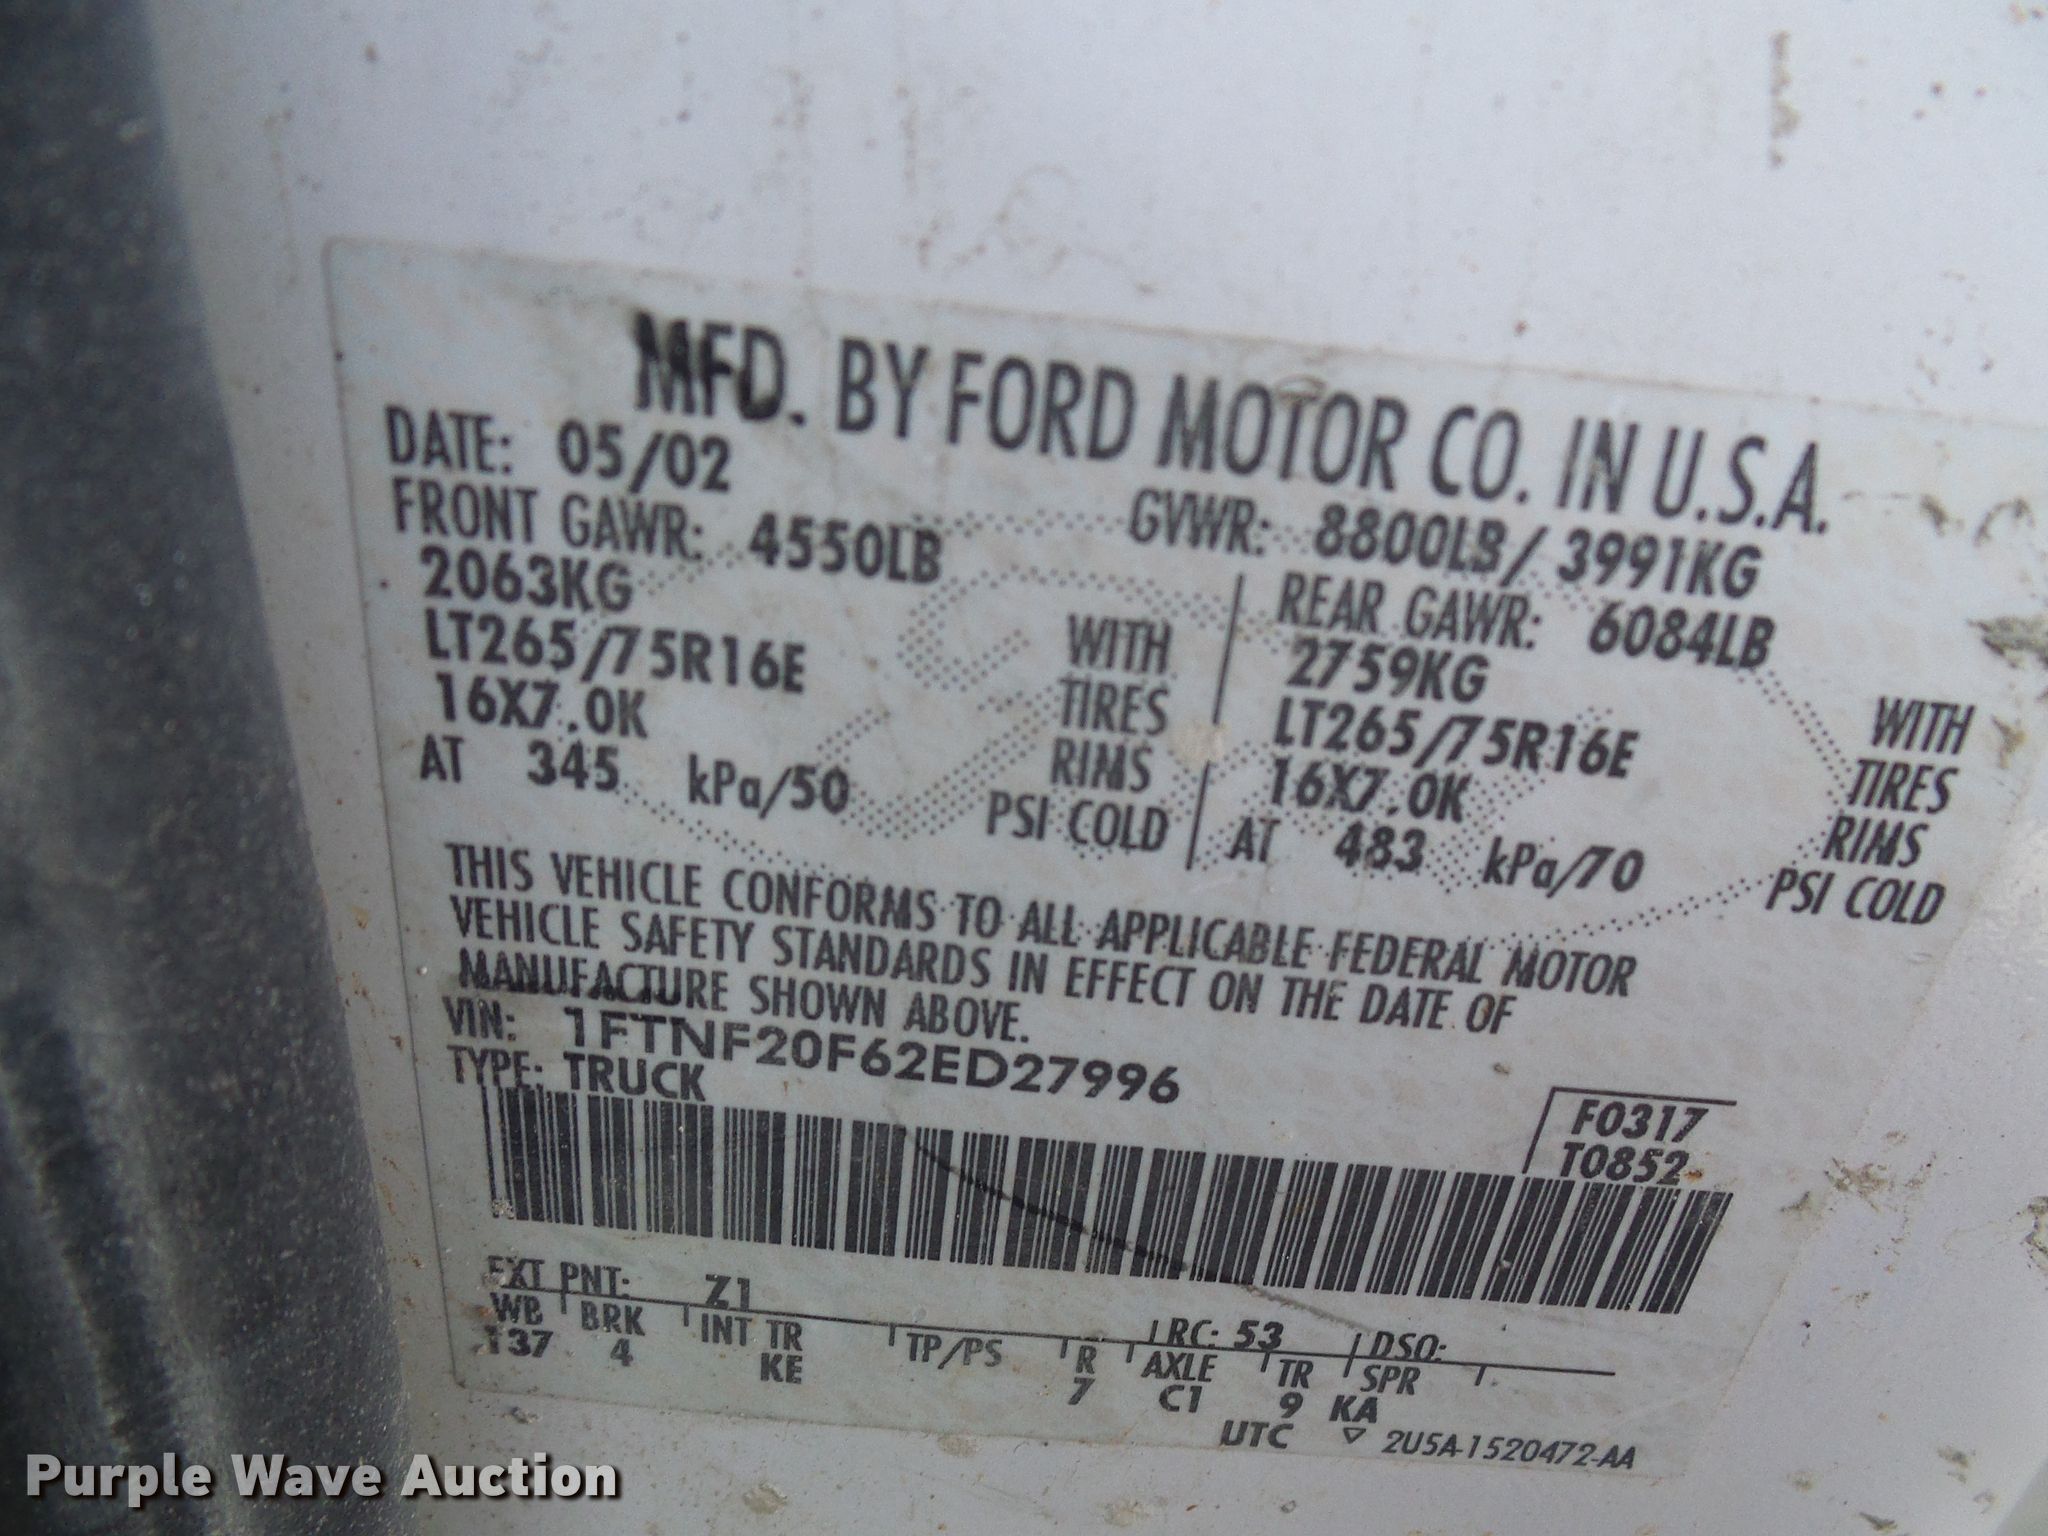 MFD. BY FORD MOTOR CO. IN U.S.A.
DATE: 05/02 GVWR: 8800LB/ 3991KG
FRONT GAWR: 4550LB REAR GAWR: 6084LB
2063KG WITH 2759KG WITH
LT265/75R16E TIRES LT265/75R16E TIRES
16X7.0K RIMS 16X7.0K RIMS
AT 345 kPa/50 PSI COLD AT 483 kPa/70 PSI COLD
THIS VEHICLE CONFORMS TO ALL APPLICABLE FEDERAL MOTOR
VEHICLE SAFETY STANDARDS IN EFFECT ON THE DATE OF
MANUFACTURE SHOWN ABOVE.
VIN: 1FTNF20F62ED27996
TYPE: TRUCK
F0317
T0852
EXT PNT: Z1 RC: 53 DSO:
WB BRK INT TR TP/PS R AXLE TR SPR
137 4 KE 7 C1 9 KA
UTC ▽ 2U5A-1520472-AA
Purple Wave Auction